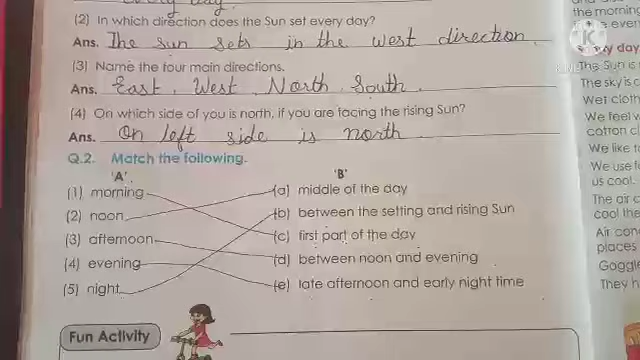 every day.
(2) In which direction does the Sun set every day?
Ans. The sun sets in the west direction.
(3) Name the four main directions.
Ans. East, West, North, South.
(4) On which side of you is north, if you are facing the rising Sun?
Ans. On left side is north.
Q.2. Match the following.
'A' 'B'
(1) morning (a) middle of the day
(2) noon (b) between the setting and rising Sun
(3) afternoon (c) first part of the day
(4) evening (d) between noon and evening
(5) night (e) late afternoon and early night time
Fun Activity
the morning
day
The Sun is
The sky is c
Wet cloth
We feel
cotton cl
We like to
We use f
us cool.
The air c
cool the
Air con
places
Goggle
They h
K